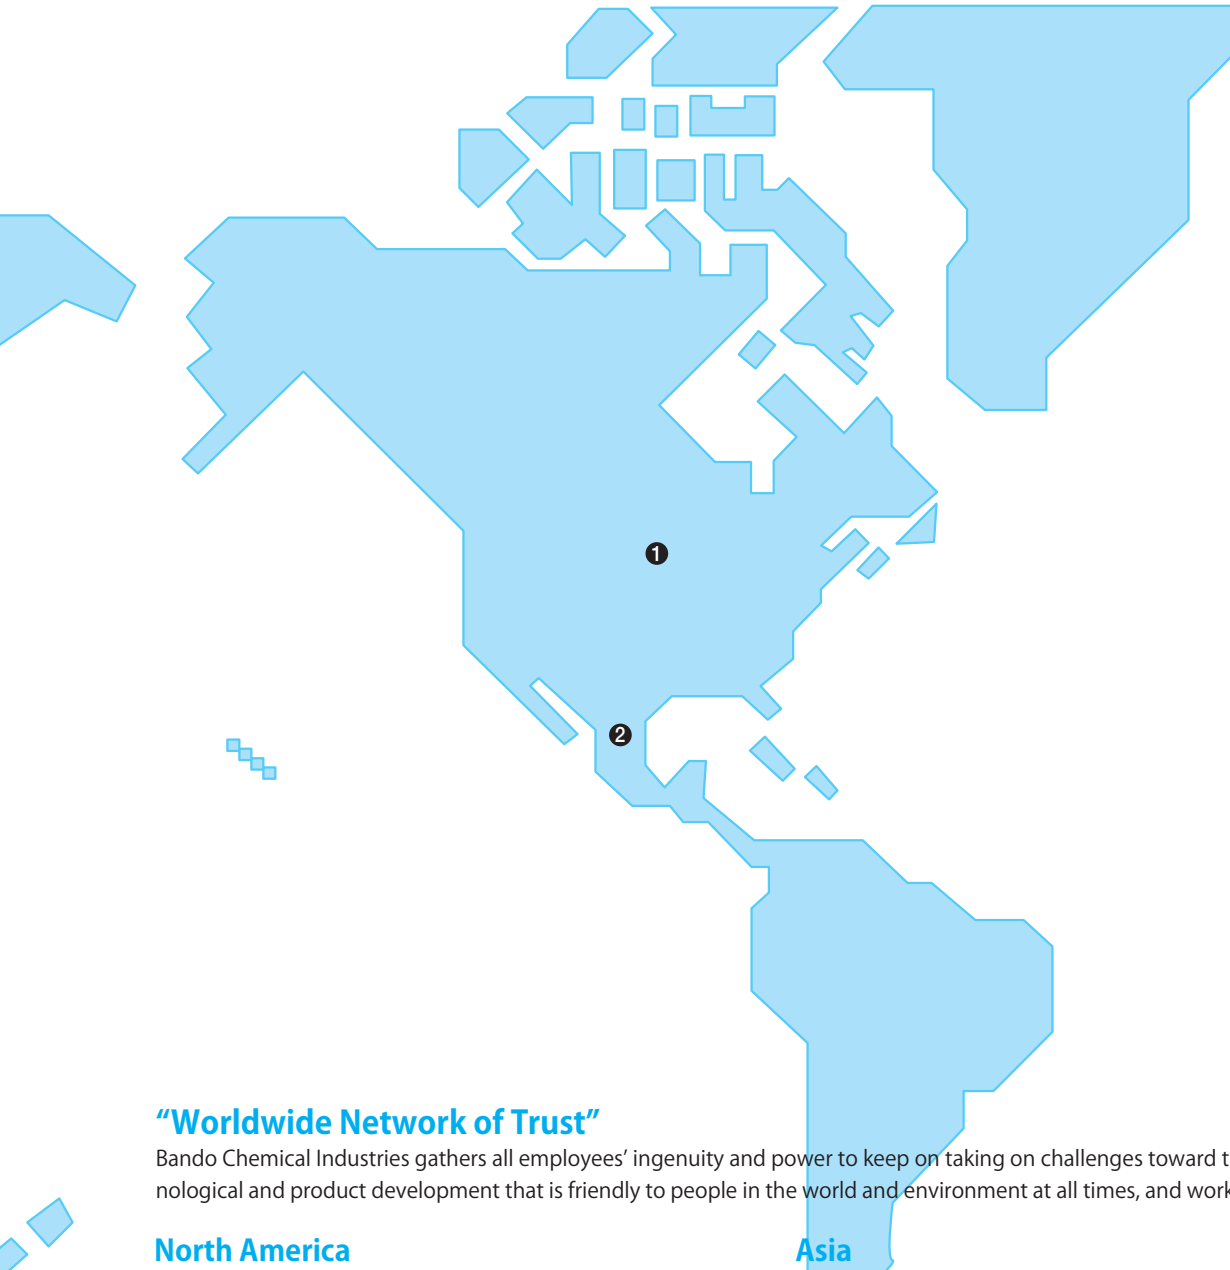 ❶
❷
“Worldwide Network of Trust”
Bando Chemical Industries gathers all employees’ ingenuity and power to keep on taking on challenges toward t
nological and product development that is friendly to people in the world and environment at all times, and work
North America
Asia